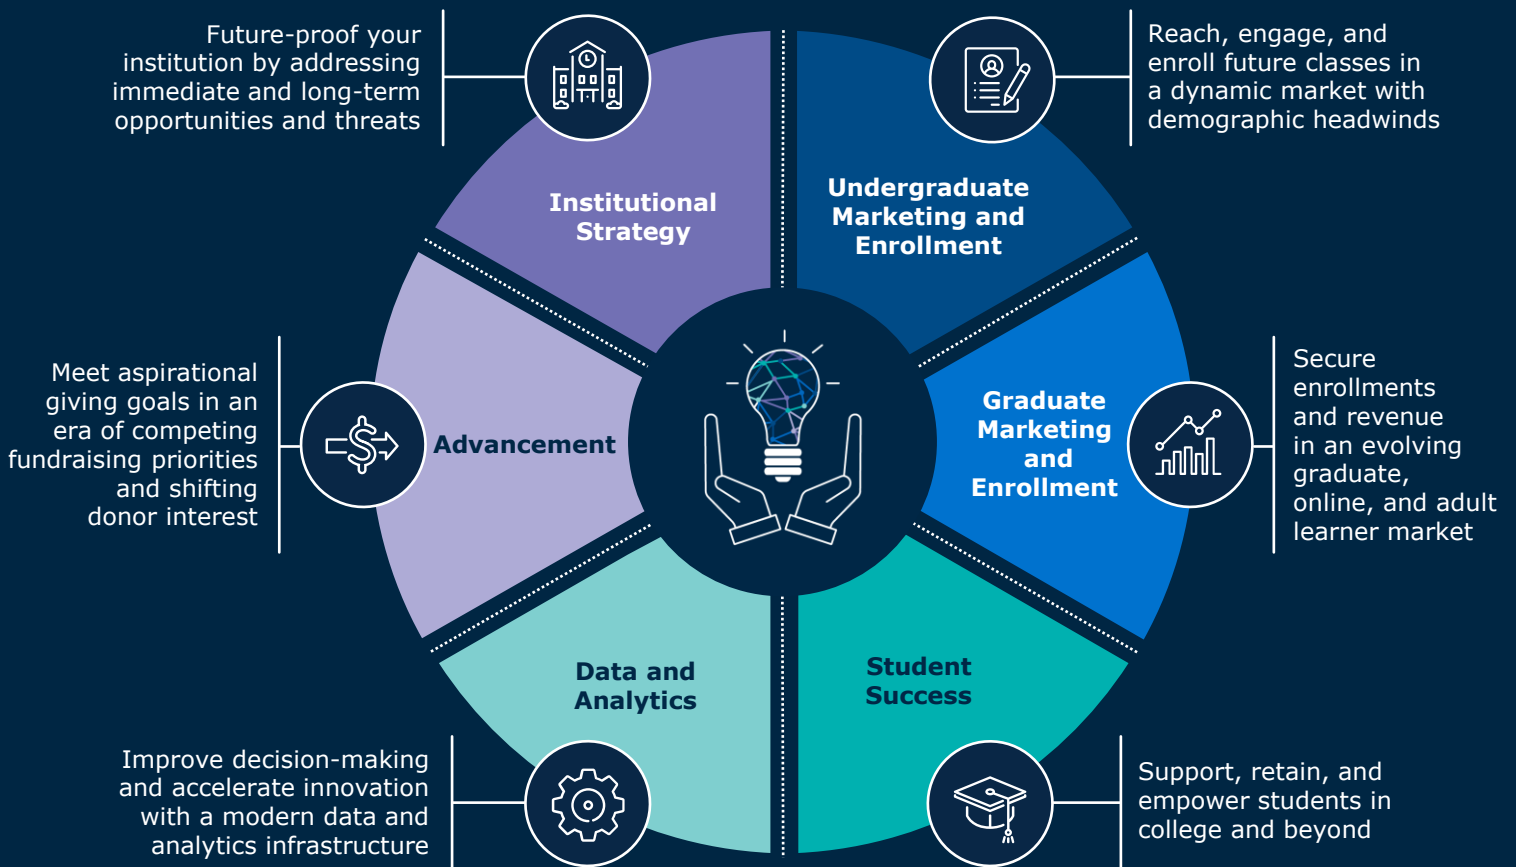 Future-proof your
institution by addressing
immediate and long-term
opportunities and threats
Institutional
Strategy
Reach, engage, and
enroll future classes in
a dynamic market with
demographic headwinds
Undergraduate
Marketing and
Enrollment
Meet aspirational
giving goals in an
era of competing
fundraising priorities
and shifting
donor interest
Advancement
Graduate
Marketing
and
Enrollment
Secure
enrollments
and revenue
in an evolving
graduate,
online, and adult
learner market
Data and
Analytics
Improve decision-making
and accelerate innovation
with a modern data and
analytics infrastructure
Student
Success
Support, retain, and
empower students in
college and beyond